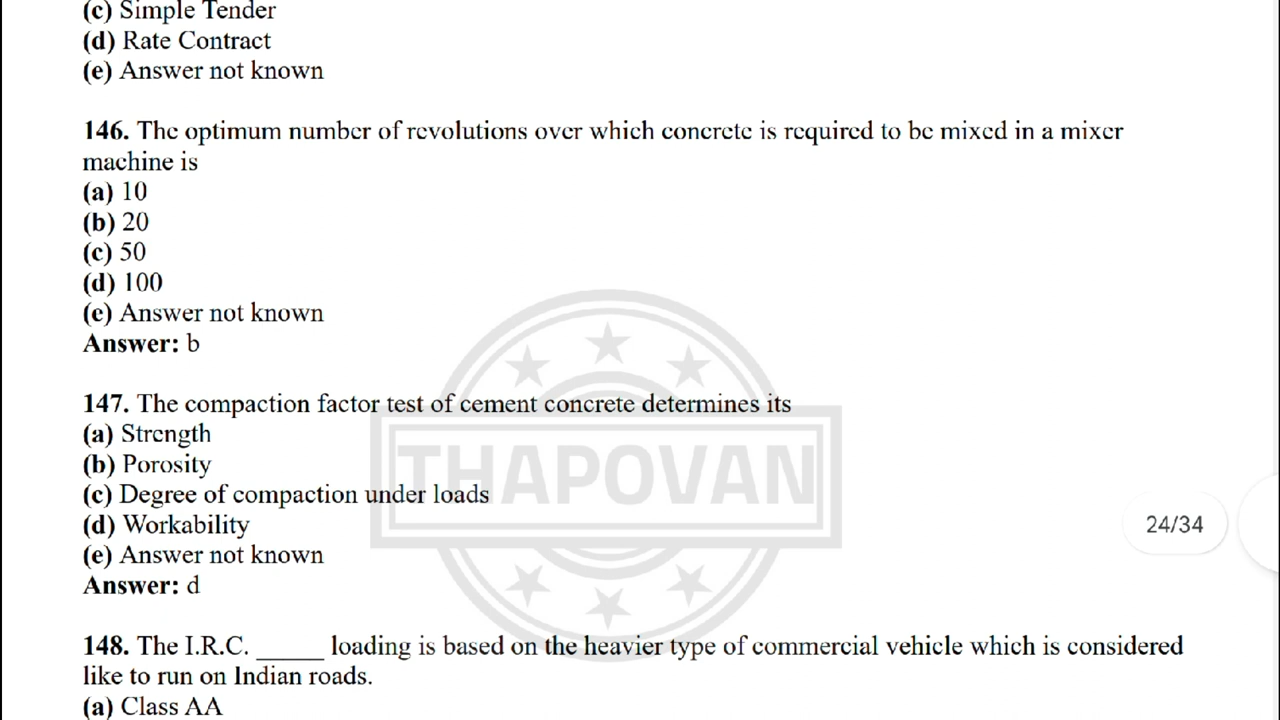 (c) Simple Tender
(d) Rate Contract
(e) Answer not known
146. The optimum number of revolutions over which concrete is required to be mixed in a mixer
machine is
(a) 10
(b) 20
(c) 50
(d) 100
(e) Answer not known
Answer: b
147. The compaction factor test of cement concrete determines its
(a) Strength
(b) Porosity
(c) Degree of compaction under loads
(d) Workability
(e) Answer not known
Answer: d
THAPOVAN
24/34
148. The I.R.C. ______ loading is based on the heavier type of commercial vehicle which is considered
like to run on Indian roads.
(a) Class AA